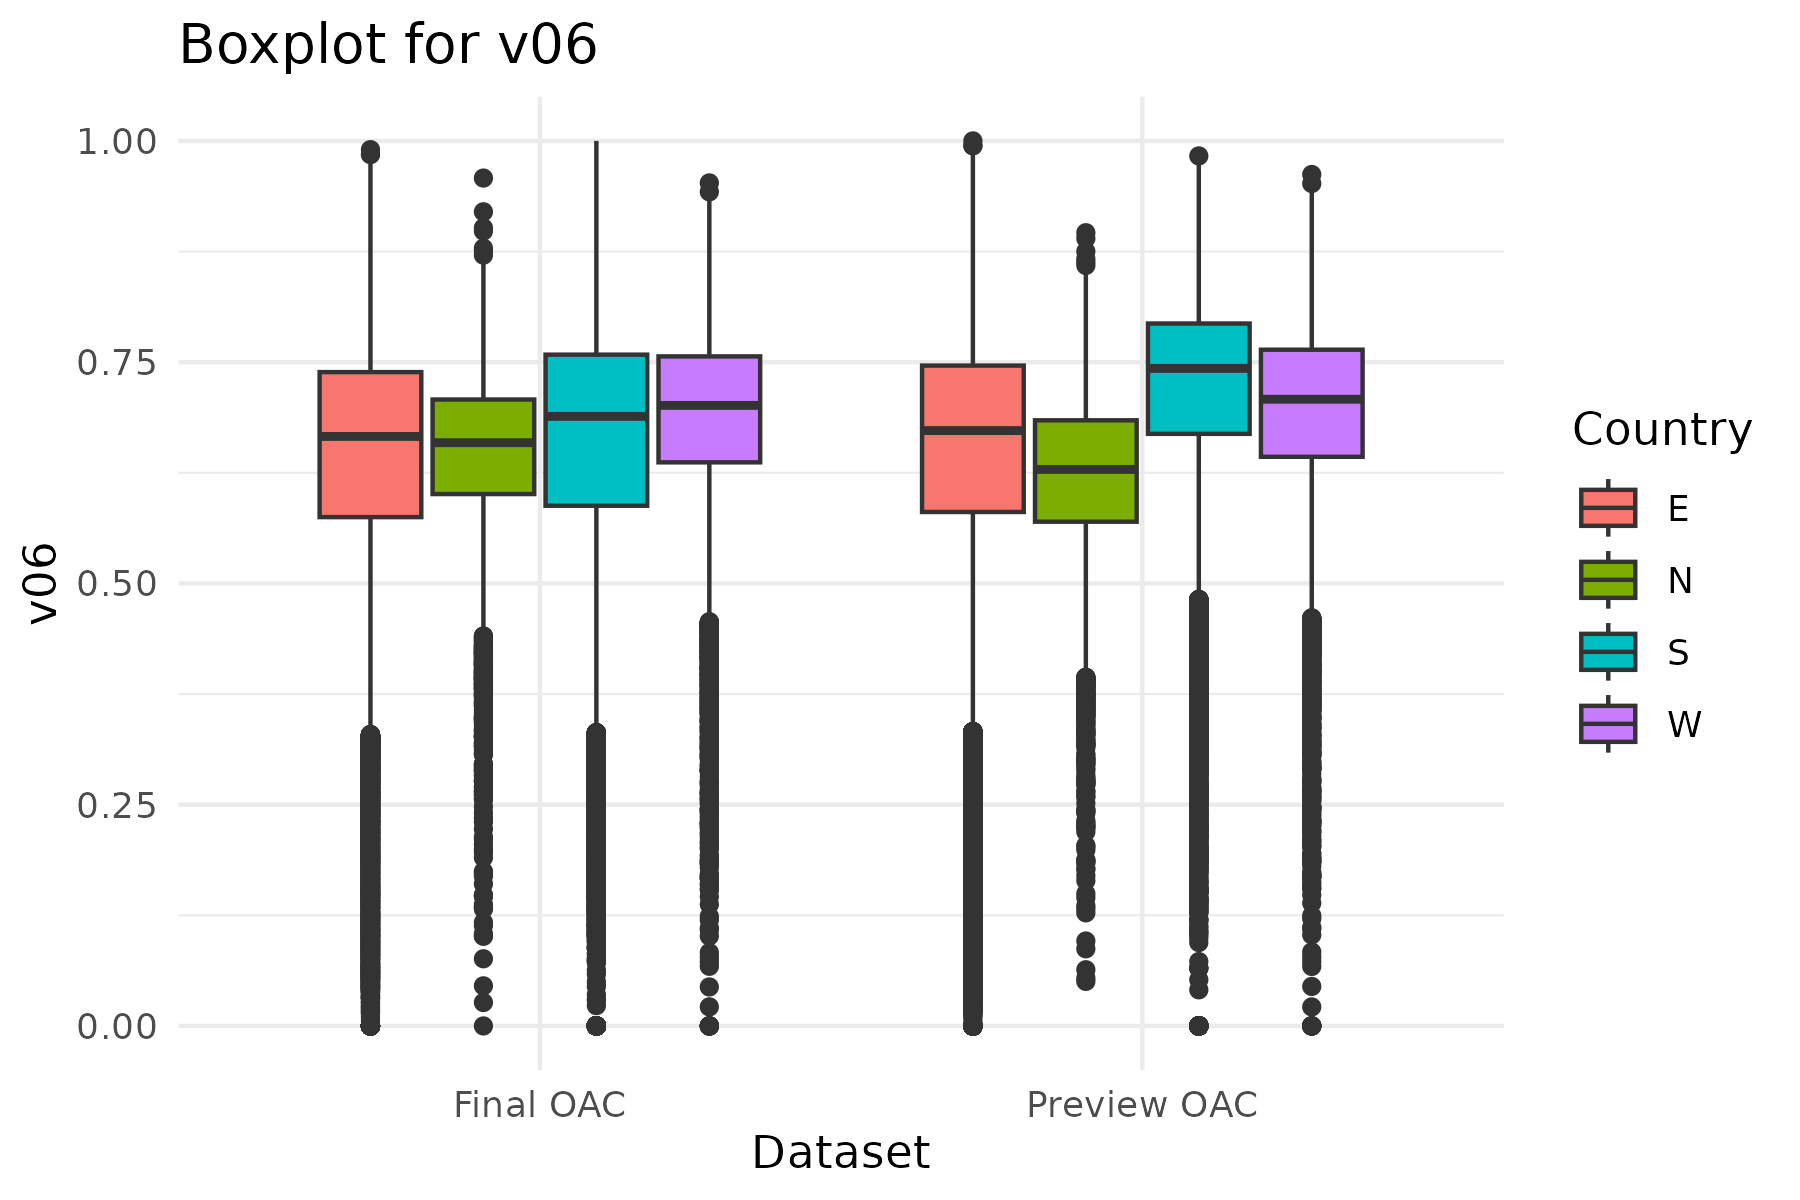 Boxplot for v06
v06
1.00
0.75
0.50
0.25
0.00
Final OAC
Preview OAC
Dataset
Country
E
N
S
W